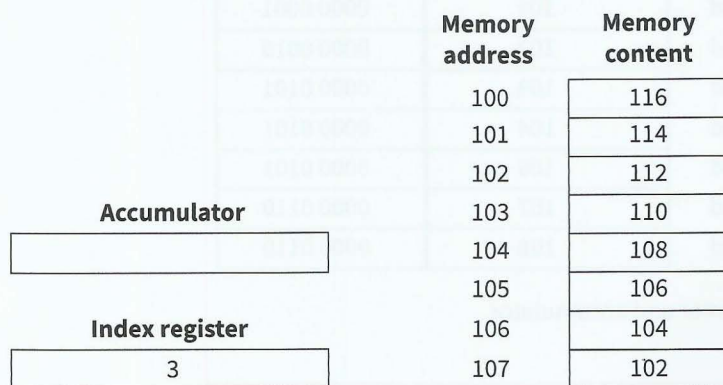 Memory address
Memory content
100 116
101 114
102 112
Accumulator
103 110
104 108
105 106
Index register
106 104
3
107 102